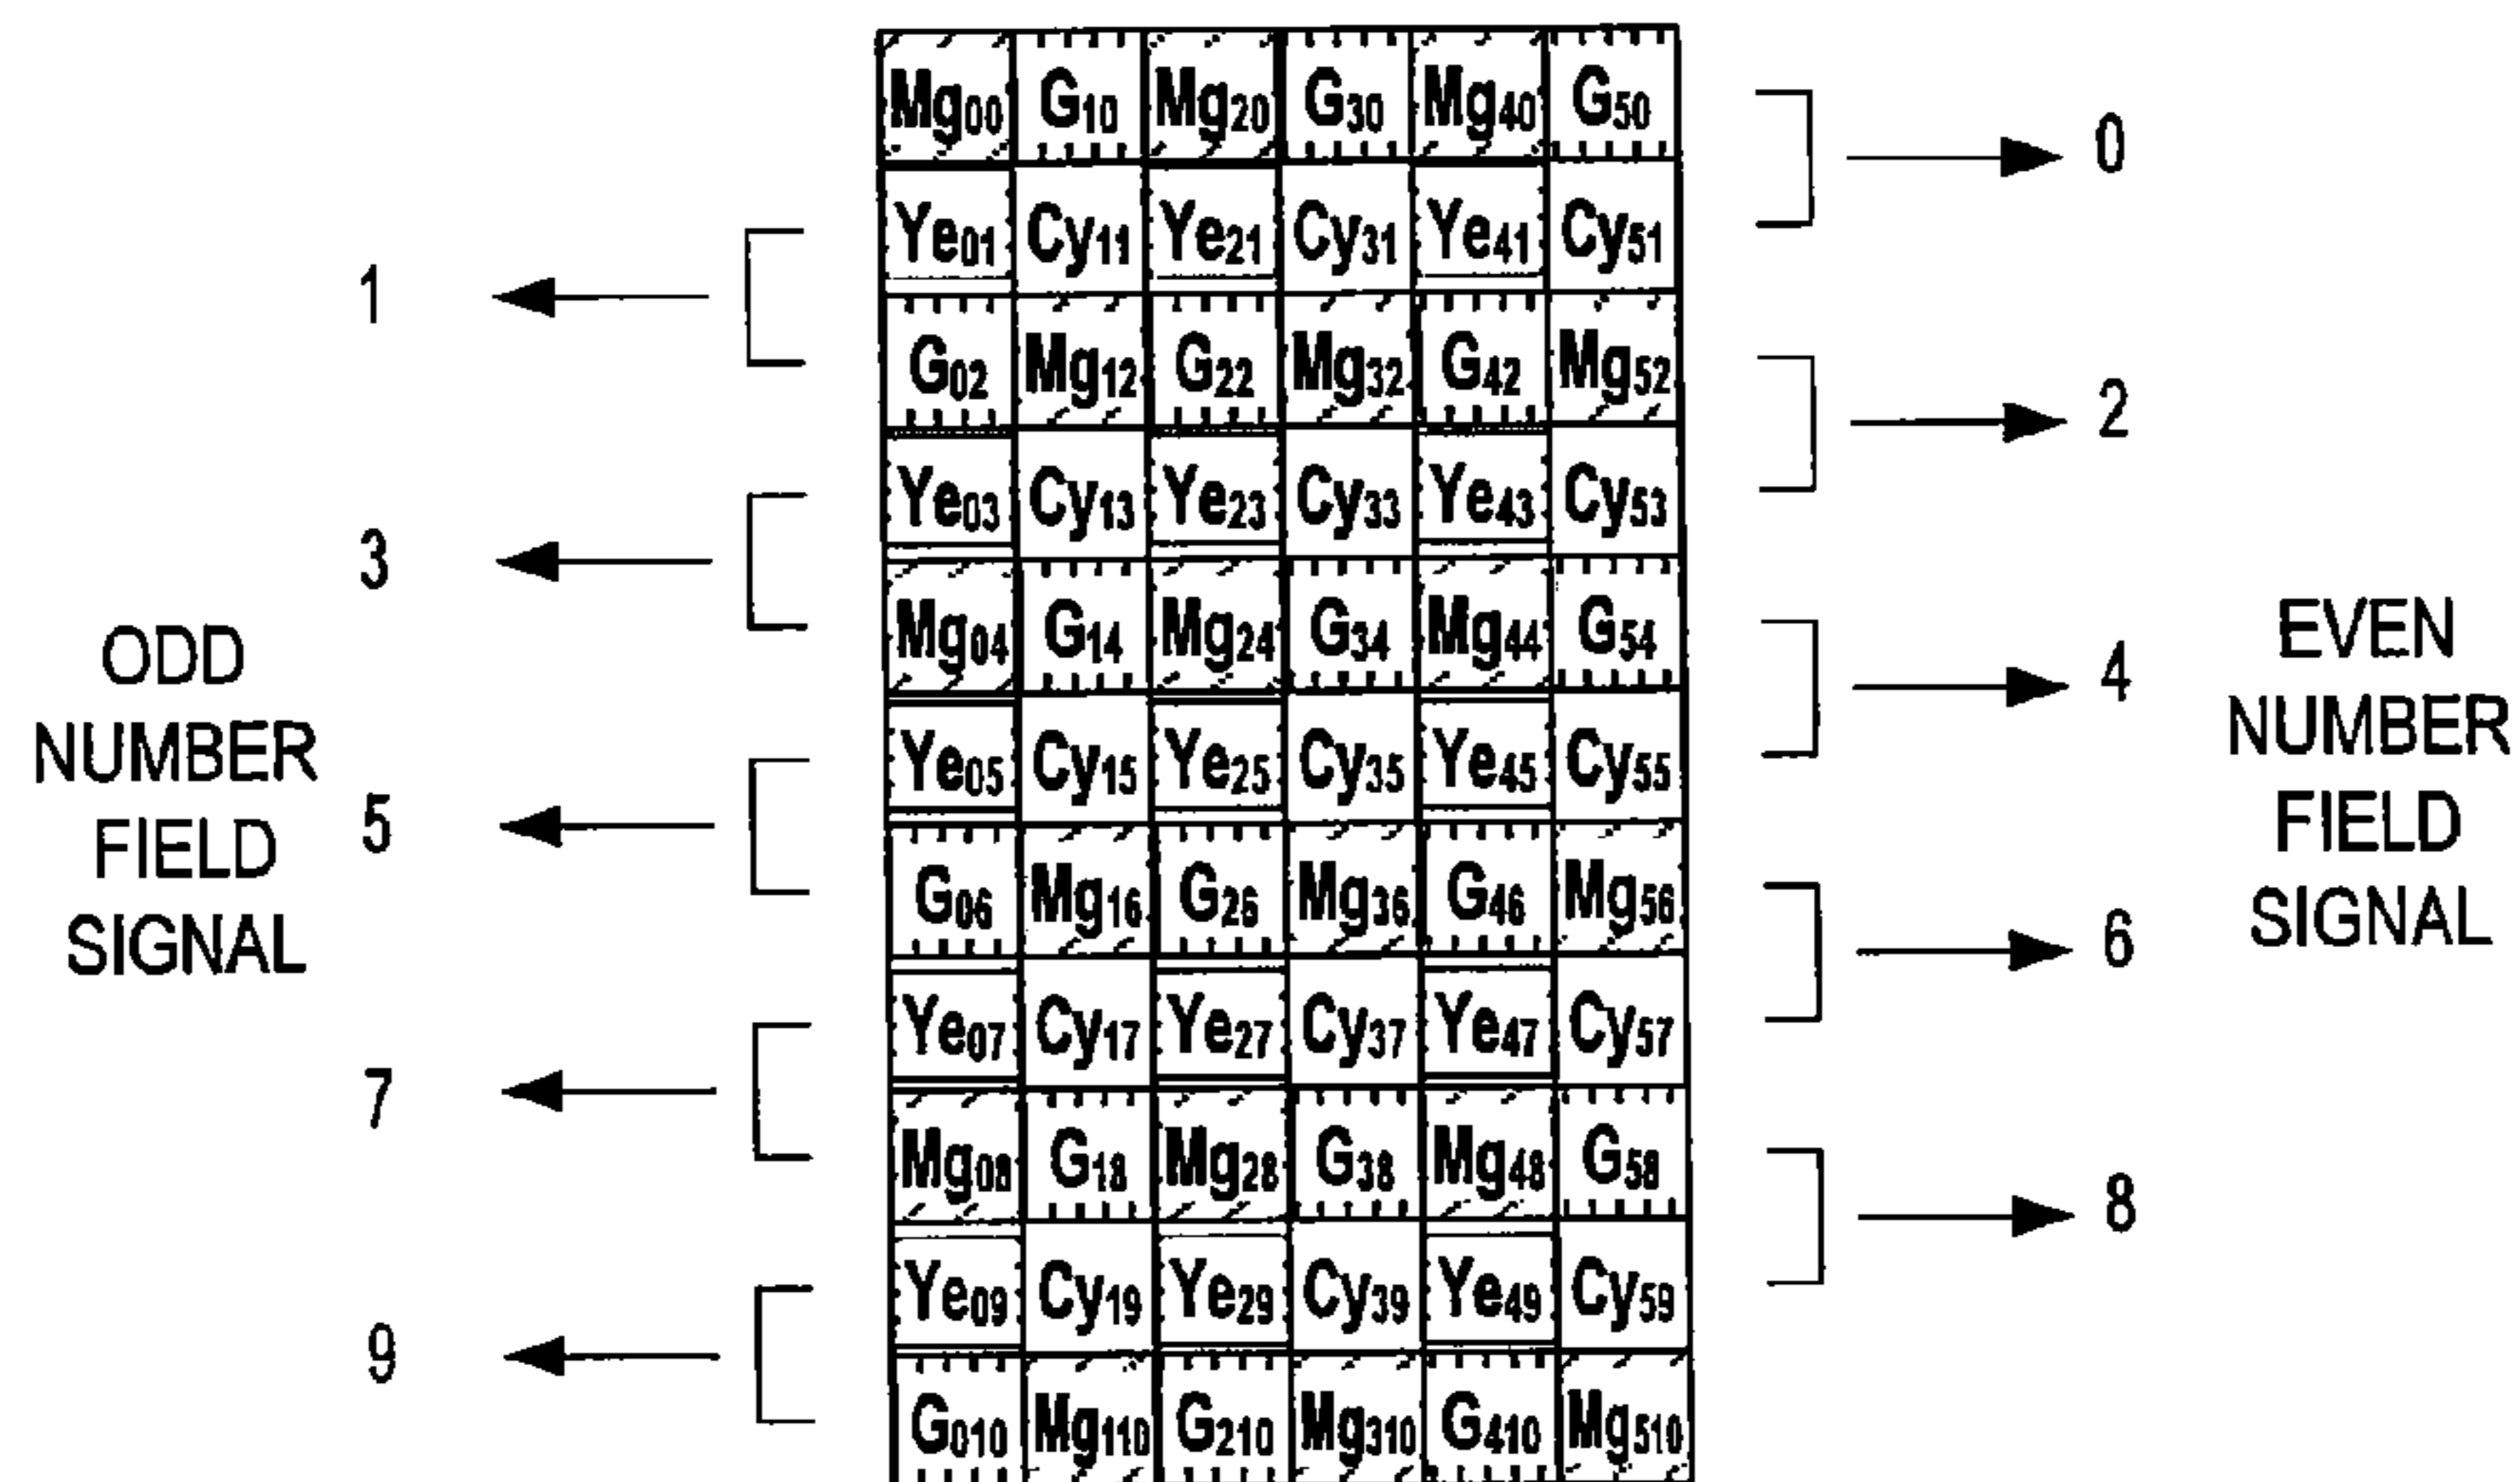 Mg00 G10 Mg20 G30 Mg40 G50
0
Ye01 Cy11 Ye21 Cy31 Ye41 Cy51
1
G02 Mg12 G22 Mg32 G42 Mg52
2
Ye03 Cy13 Ye23 Cy33 Ye43 Cy53
3
Mg04 G14 Mg24 G34 Mg44 G54
4
Ye05 Cy15 Ye25 Cy35 Ye45 Cy55
5
G06 Mg16 G26 Mg36 G46 Mg56
6
Ye07 Cy17 Ye27 Cy37 Ye47 Cy57
7
Mg08 G18 Mg28 G38 Mg48 G58
8
Ye09 Cy19 Ye29 Cy39 Ye49 Cy59
9
G010 Mg110 G210 Mg310 G410 Mg510
ODD
NUMBER
FIELD
SIGNAL
EVEN
NUMBER
FIELD
SIGNAL